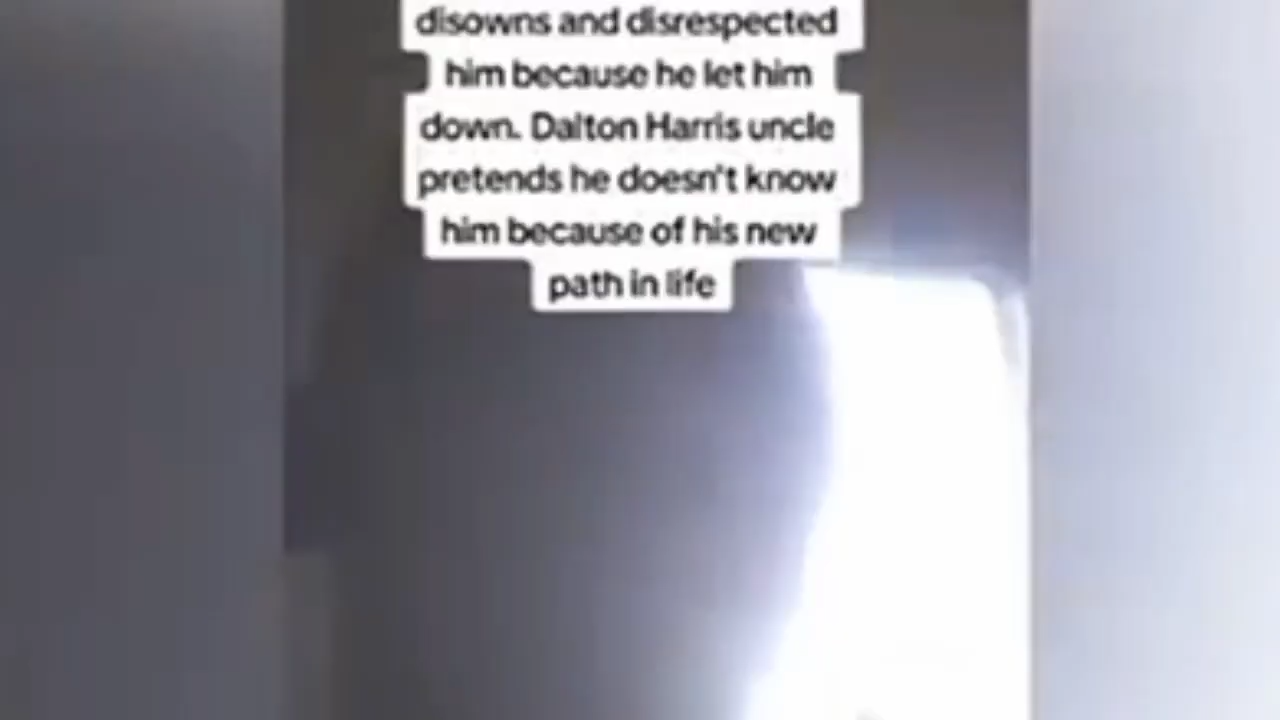 disowns and disrespected
him because he let him
down. Dalton Harris uncle
pretends he doesn't know
him because of his new
path in life